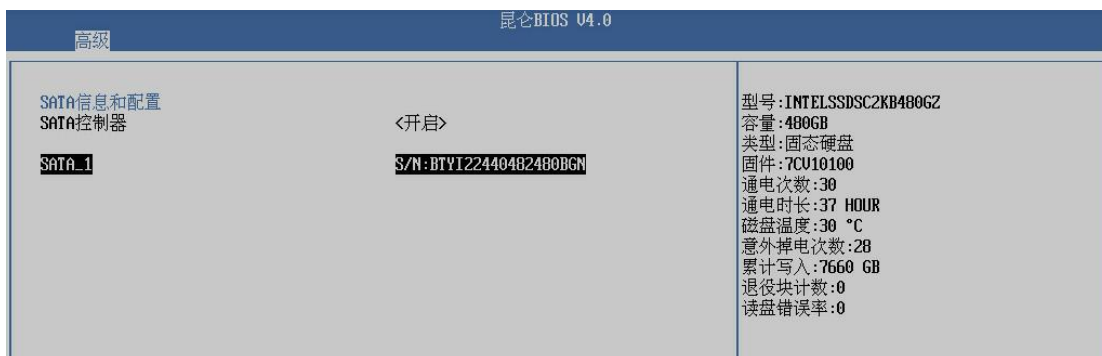 昆仑BIOS V4.0
高级
SATA信息和配置
SATA控制器 <开启>
SATA_1 S/N:BTYI22440482480BGN
型号:INTELSSDSC2KB480GZ
容量:480GB
类型:固态硬盘
固件:7CV10100
通电次数:30
通电时长:37 HOUR
磁盘温度:30 °C
意外掉电次数:28
累计写入:7660 GB
退役块计数:0
读盘错误率:0